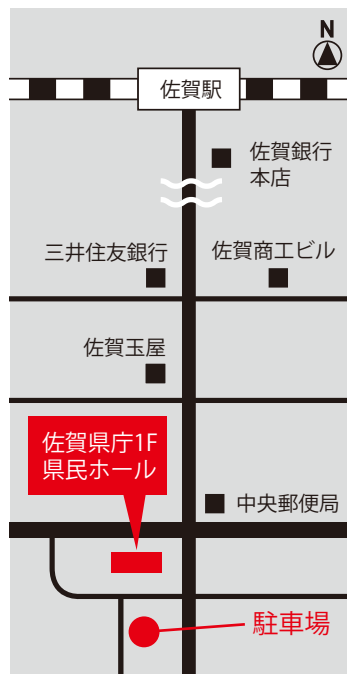 N
佐賀駅
佐賀銀行
本店
三井住友銀行
佐賀商工ビル
佐賀玉屋
佐賀県庁1F
県民ホール
中央郵便局
駐車場